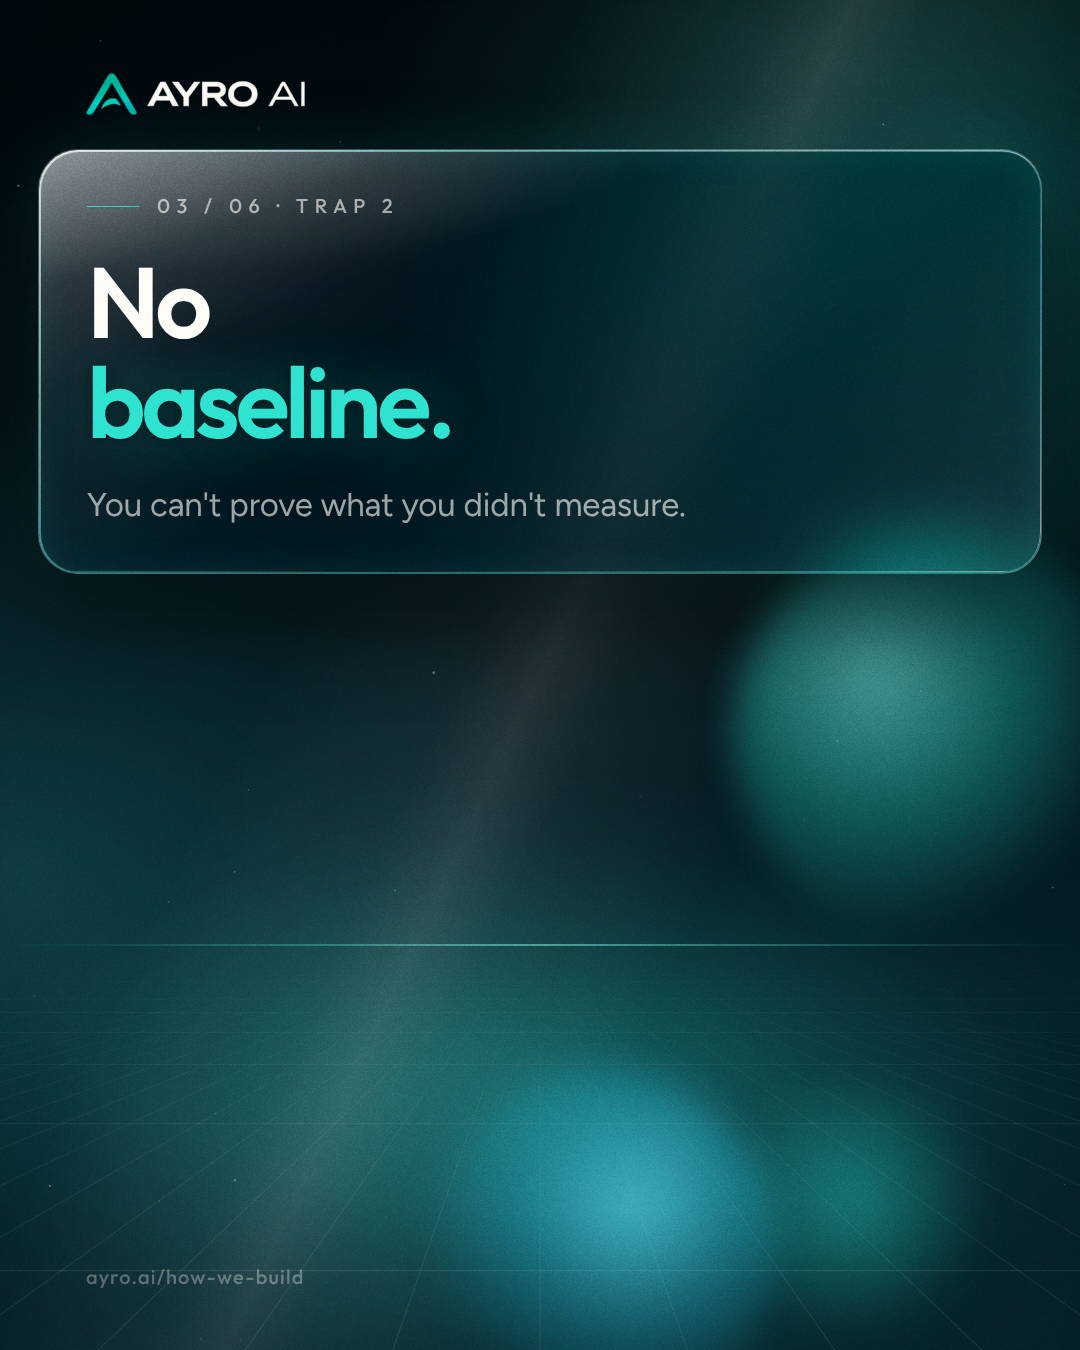 AYRO AI
03 / 06 · TRAP 2
No
baseline.
You can't prove what you didn't measure.
ayro.ai/how-we-build